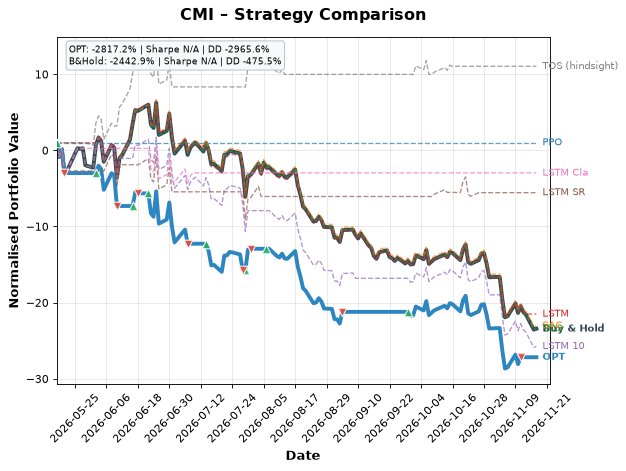 CMI – Strategy Comparison
OPT: -2817.2% | Sharpe N/A | DD -2965.6%
B&Hold: -2442.9% | Sharpe N/A | DD -475.5%
Normalised Portfolio Value
10
0
−10
−20
−30
TOS (hindsight)
PPO
LSTM Cla
LSTM SR
LSTM
Buy & Hold
LSTM 10
OPT
2026-05-25
2026-06-06
2026-06-18
2026-06-30
2026-07-12
2026-07-24
2026-08-05
2026-08-17
2026-08-29
2026-09-10
2026-09-22
2026-10-04
2026-10-16
2026-10-28
2026-11-09
2026-11-21
Date